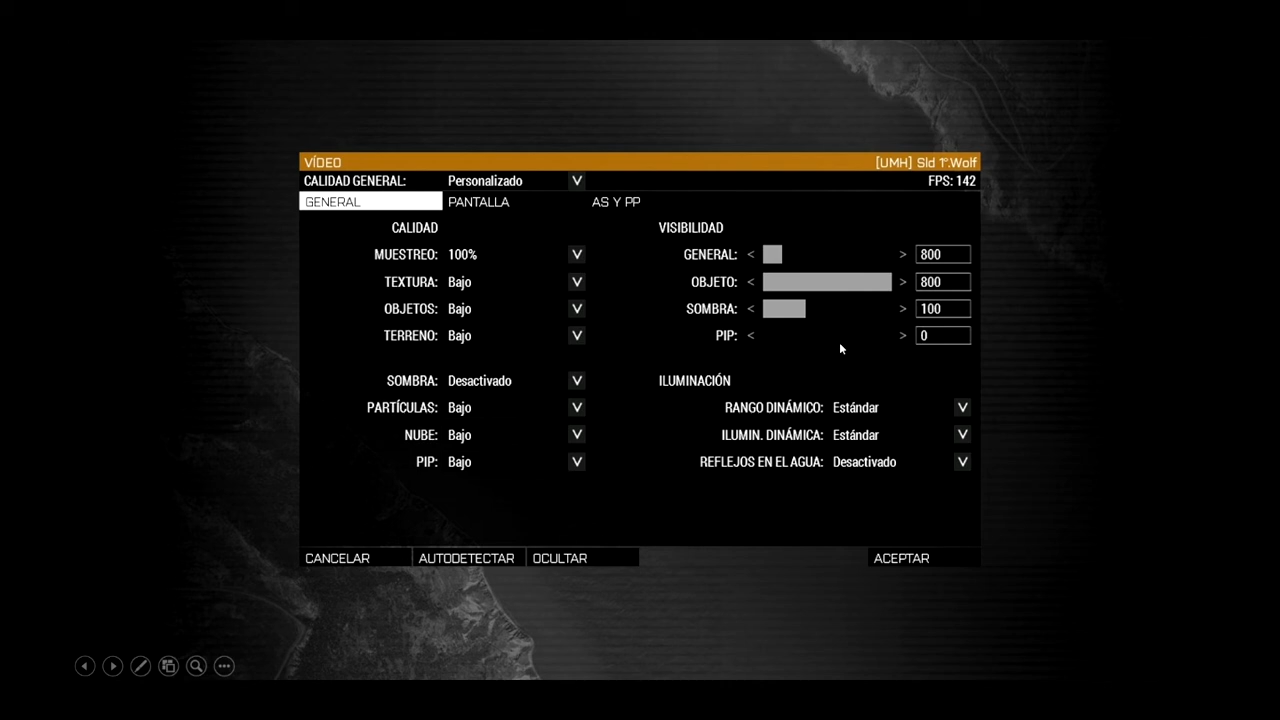 VÍDEO [UMH] Sld 1º.Wolf
CALIDAD GENERAL: Personalizado V FPS: 142
GENERAL PANTALLA AS Y PP
CALIDAD VISIBILIDAD
MUESTREO: 100% V GENERAL: < > 800
TEXTURA: Bajo V OBJETO: < > 800
OBJETOS: Bajo V SOMBRA: < > 100
TERRENO: Bajo V PIP: < > 0
SOMBRA: Desactivado V ILUMINACIÓN
PARTÍCULAS: Bajo V RANGO DINÁMICO: Estándar V
NUBE: Bajo V ILUMIN. DINÁMICA: Estándar V
PIP: Bajo V REFLEJOS EN EL AGUA: Desactivado V
CANCELAR AUTODETECTAR OCULTAR ACEPTAR